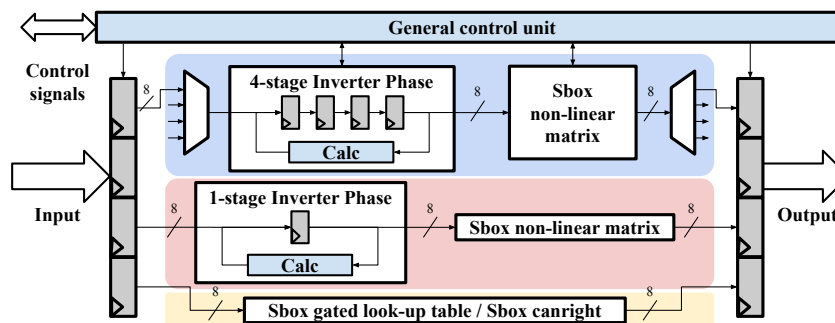 General control unit
Control
signals
8
4-stage Inverter Phase
Calc
8
Sbox
non-linear
matrix
8
Input
Output
8
1-stage Inverter Phase
Calc
8
Sbox non-linear matrix
8
8
Sbox gated look-up table / Sbox canright
8